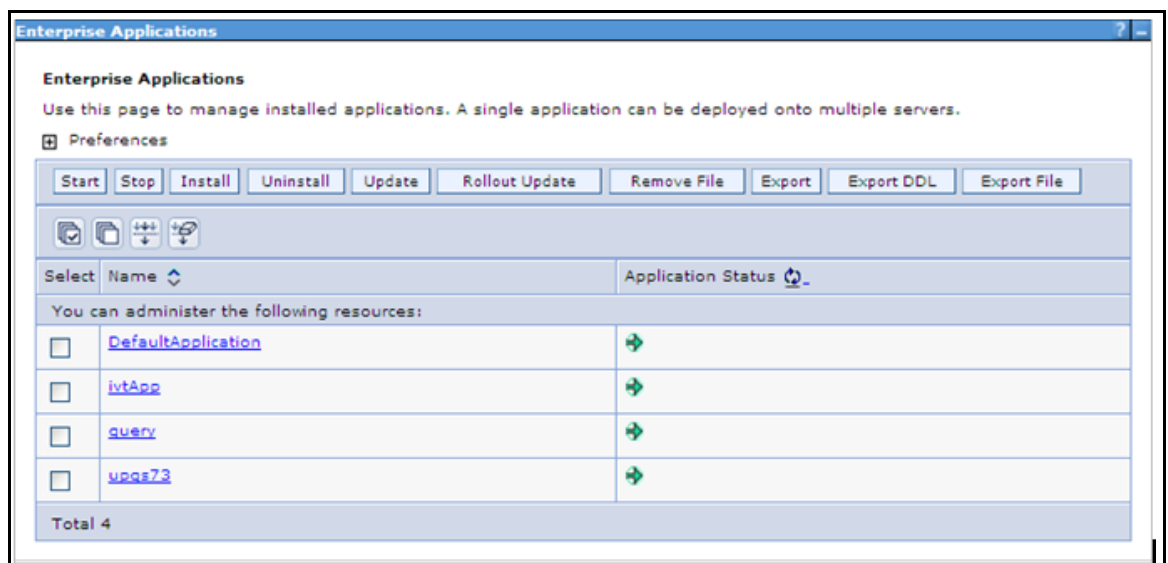 Enterprise Applications
?
Enterprise Applications
Use this page to manage installed applications. A single application can be deployed onto multiple servers.
Preferences
Start Stop Install Uninstall Update Rollout Update Remove File Export Export DDL Export File
Select Name Application Status
You can administer the following resources:
DefaultApplication
ivtApp
query
upgs73
Total 4